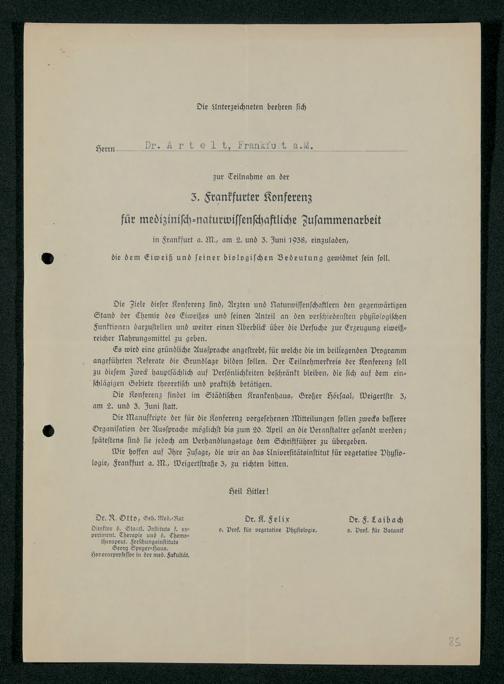 Die Unterzeichneten beehren sich
Herrn Dr. A r t e l t, Frankfu t a.M.
zur Teilnahme an der
3. Frankfurter Konferenz
für medizinisch-naturwissenschaftliche Zusammenarbeit
in Frankfurt a. M., am 2. und 3. Juni 1938, einzuladen,
die dem Eiweiß und seiner biologischen Bedeutung gewidmet sein soll.
Die Ziele dieser Konferenz sind, Ärzten und Naturwissenschaftlern den gegenwärtigen
Stand der Chemie des Eiweißes und seinen Anteil an den verschiedensten physiologischen
Funktionen darzustellen und weiter einen Überblick über die Versuche zur Erzeugung eiweiß-
reicher Nahrungsmittel zu geben.
Es wird eine gründliche Aussprache angestrebt, für welche die im beiliegenden Programm
angeführten Referate die Grundlage bilden sollen. Der Teilnehmerkreis der Konferenz soll
zu diesem Zweck hauptsächlich auf Persönlichkeiten beschränkt bleiben, die sich auf dem ein-
schlägigen Gebiete theoretisch und praktisch betätigen.
Die Konferenz findet im Städtischen Krankenhaus, Großer Hörsaal, Weigertstr. 3,
am 2. und 3. Juni statt.
Die Manuskripte der für die Konferenz vorgesehenen Mitteilungen sollen zwecks besserer
Organisation der Aussprache möglichst bis zum 20. April an die Veranstalter gesandt werden;
spätestens sind sie jedoch am Verhandlungstage dem Schriftführer zu übergeben.
Wir hoffen auf Ihre Zusage, die wir an das Universitätsinstitut für vegetative Physio-
logie, Frankfurt a. M., Weigertstraße 3, zu richten bitten.
Heil Hitler!
Dr. R. Otto, Geh. Med.-Rat
Direktor d. Staatl. Instituts f. ex-
periment. Therapie und d. Chemo-
therapeut. Forschungsinstituts
Georg Speyer-Haus.
Honorarprofessor in der med. Fakultät.
Dr. K. Felix
o. Prof. für vegetative Physiologie.
Dr. F. Laibach
o. Prof. für Botanik
85